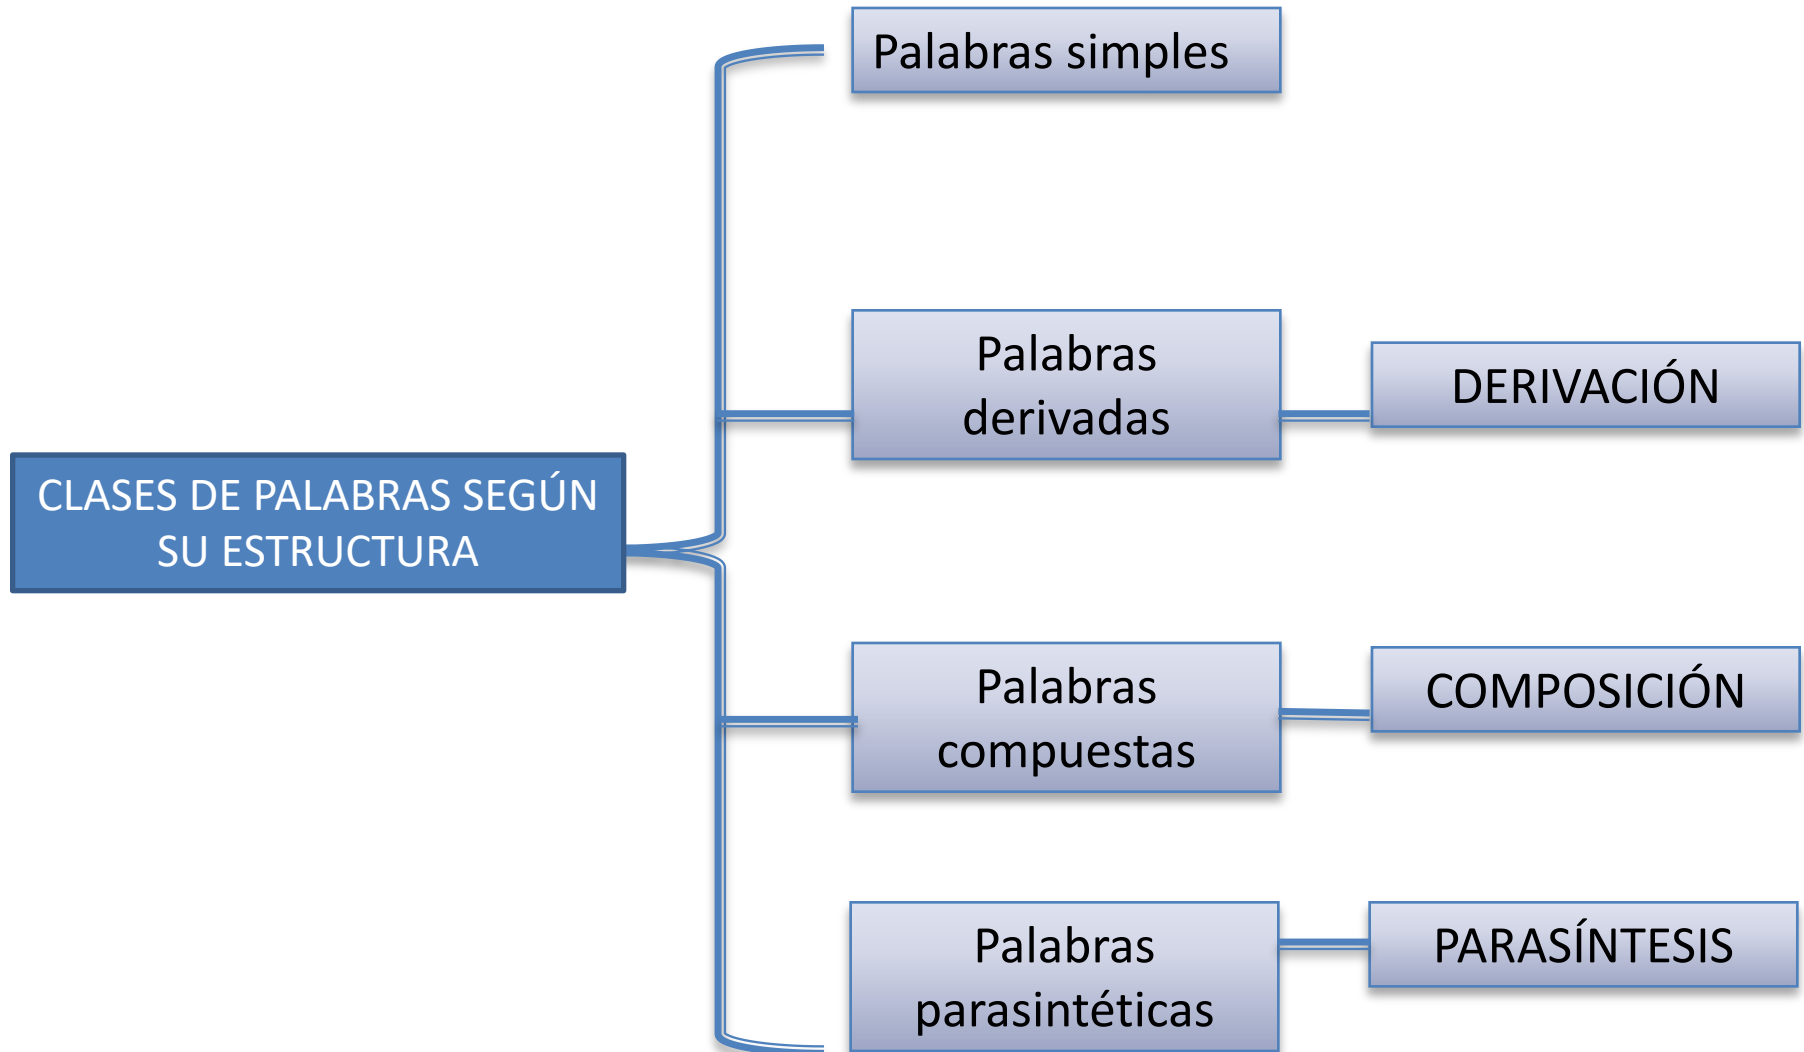 Palabras simples
Palabras
derivadas
DERIVACIÓN
CLASES DE PALABRAS SEGÚN
SU ESTRUCTURA
Palabras
compuestas
COMPOSICIÓN
Palabras
parasintéticas
PARASÍNTESIS